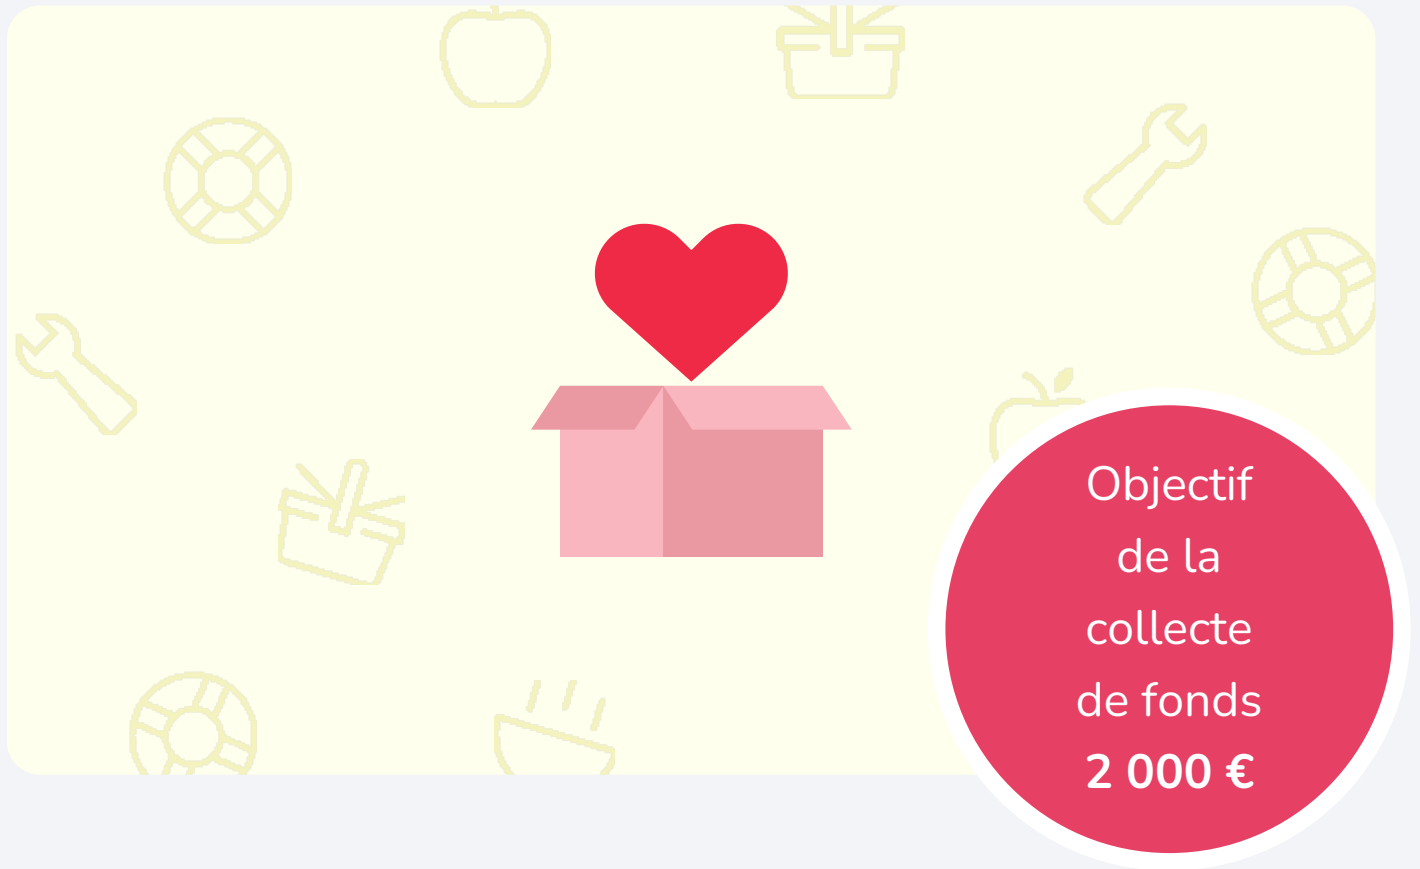 Objectif
de la
collecte
de fonds
2 000 €